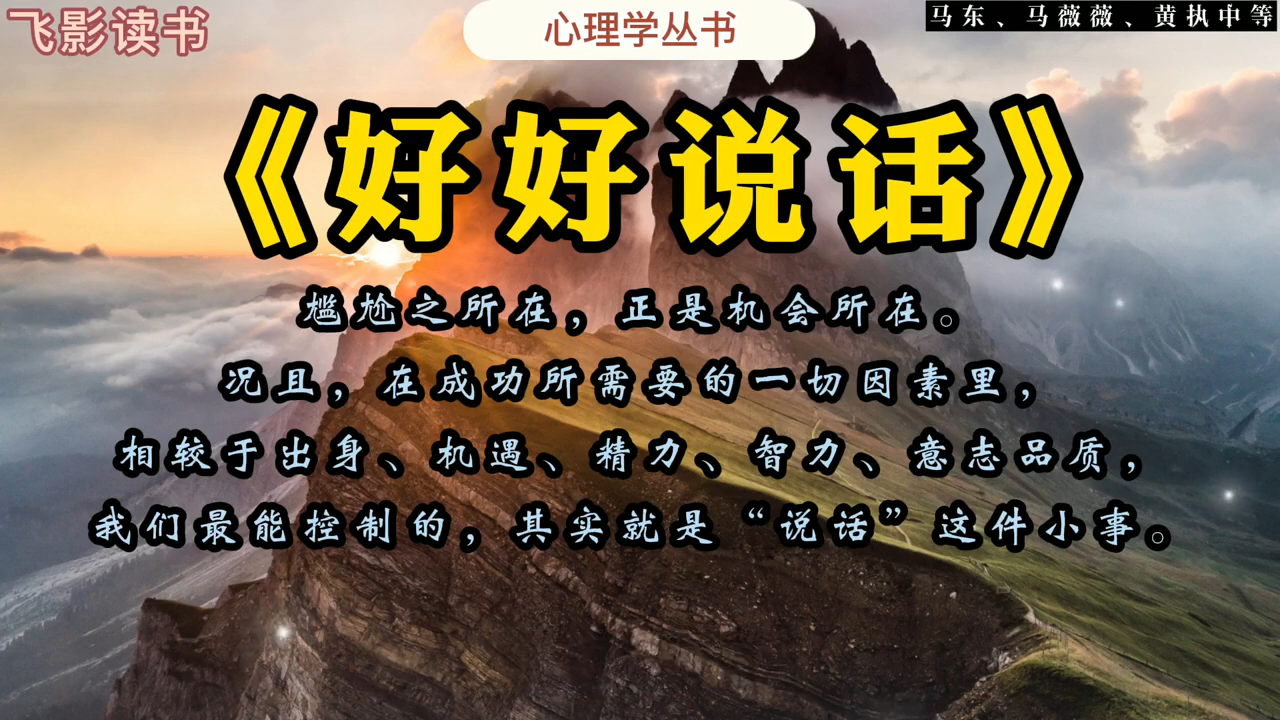 飞影读书
心理学丛书
马东、马薇薇、黄执中等
《好好说话》
尴尬之所在，正是机会所在。
况且，在成功所需要的一切因素里，
相较于出身、机遇、精力、智力、意志品质，
我们最能控制的，其实就是“说话”这件小事。